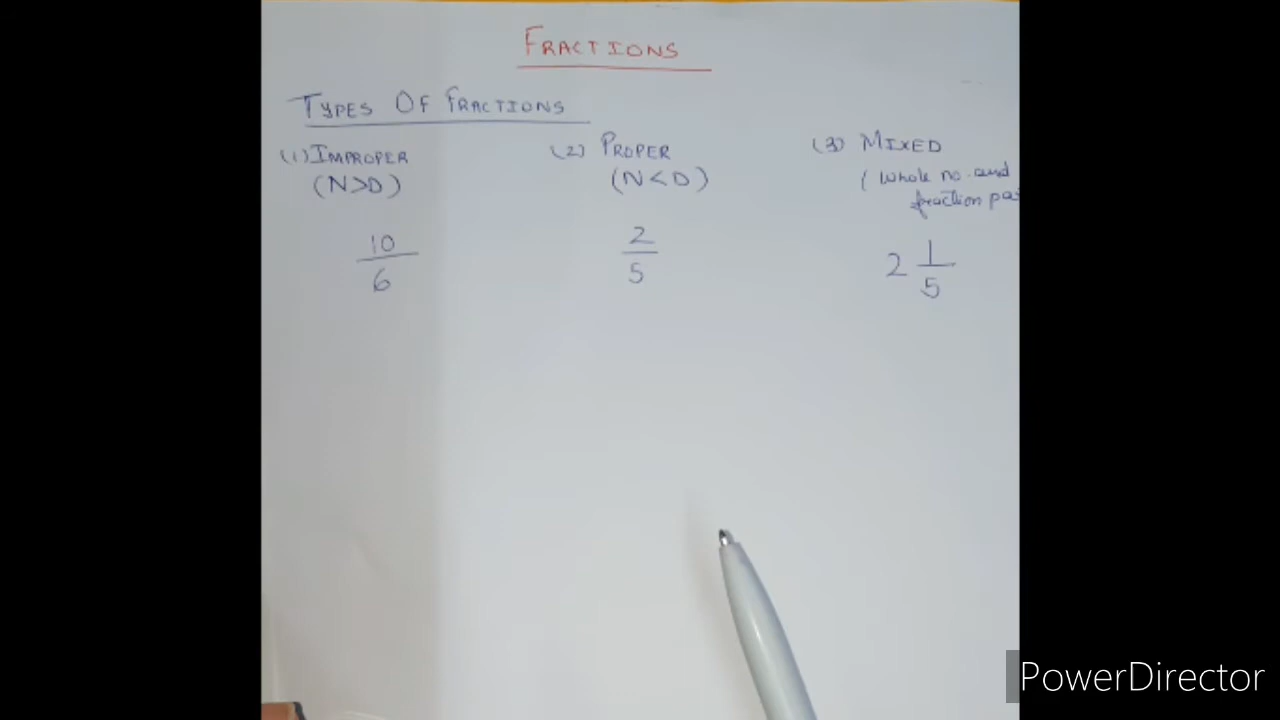 FRACTIONS
TYPES OF FRACTIONS
(1) IMPROPER
(N>D)
10
6
(2) PROPER
(N<D)
2
5
(3) MIXED
( Whole no. and
fraction
2 1
5
PowerDirector